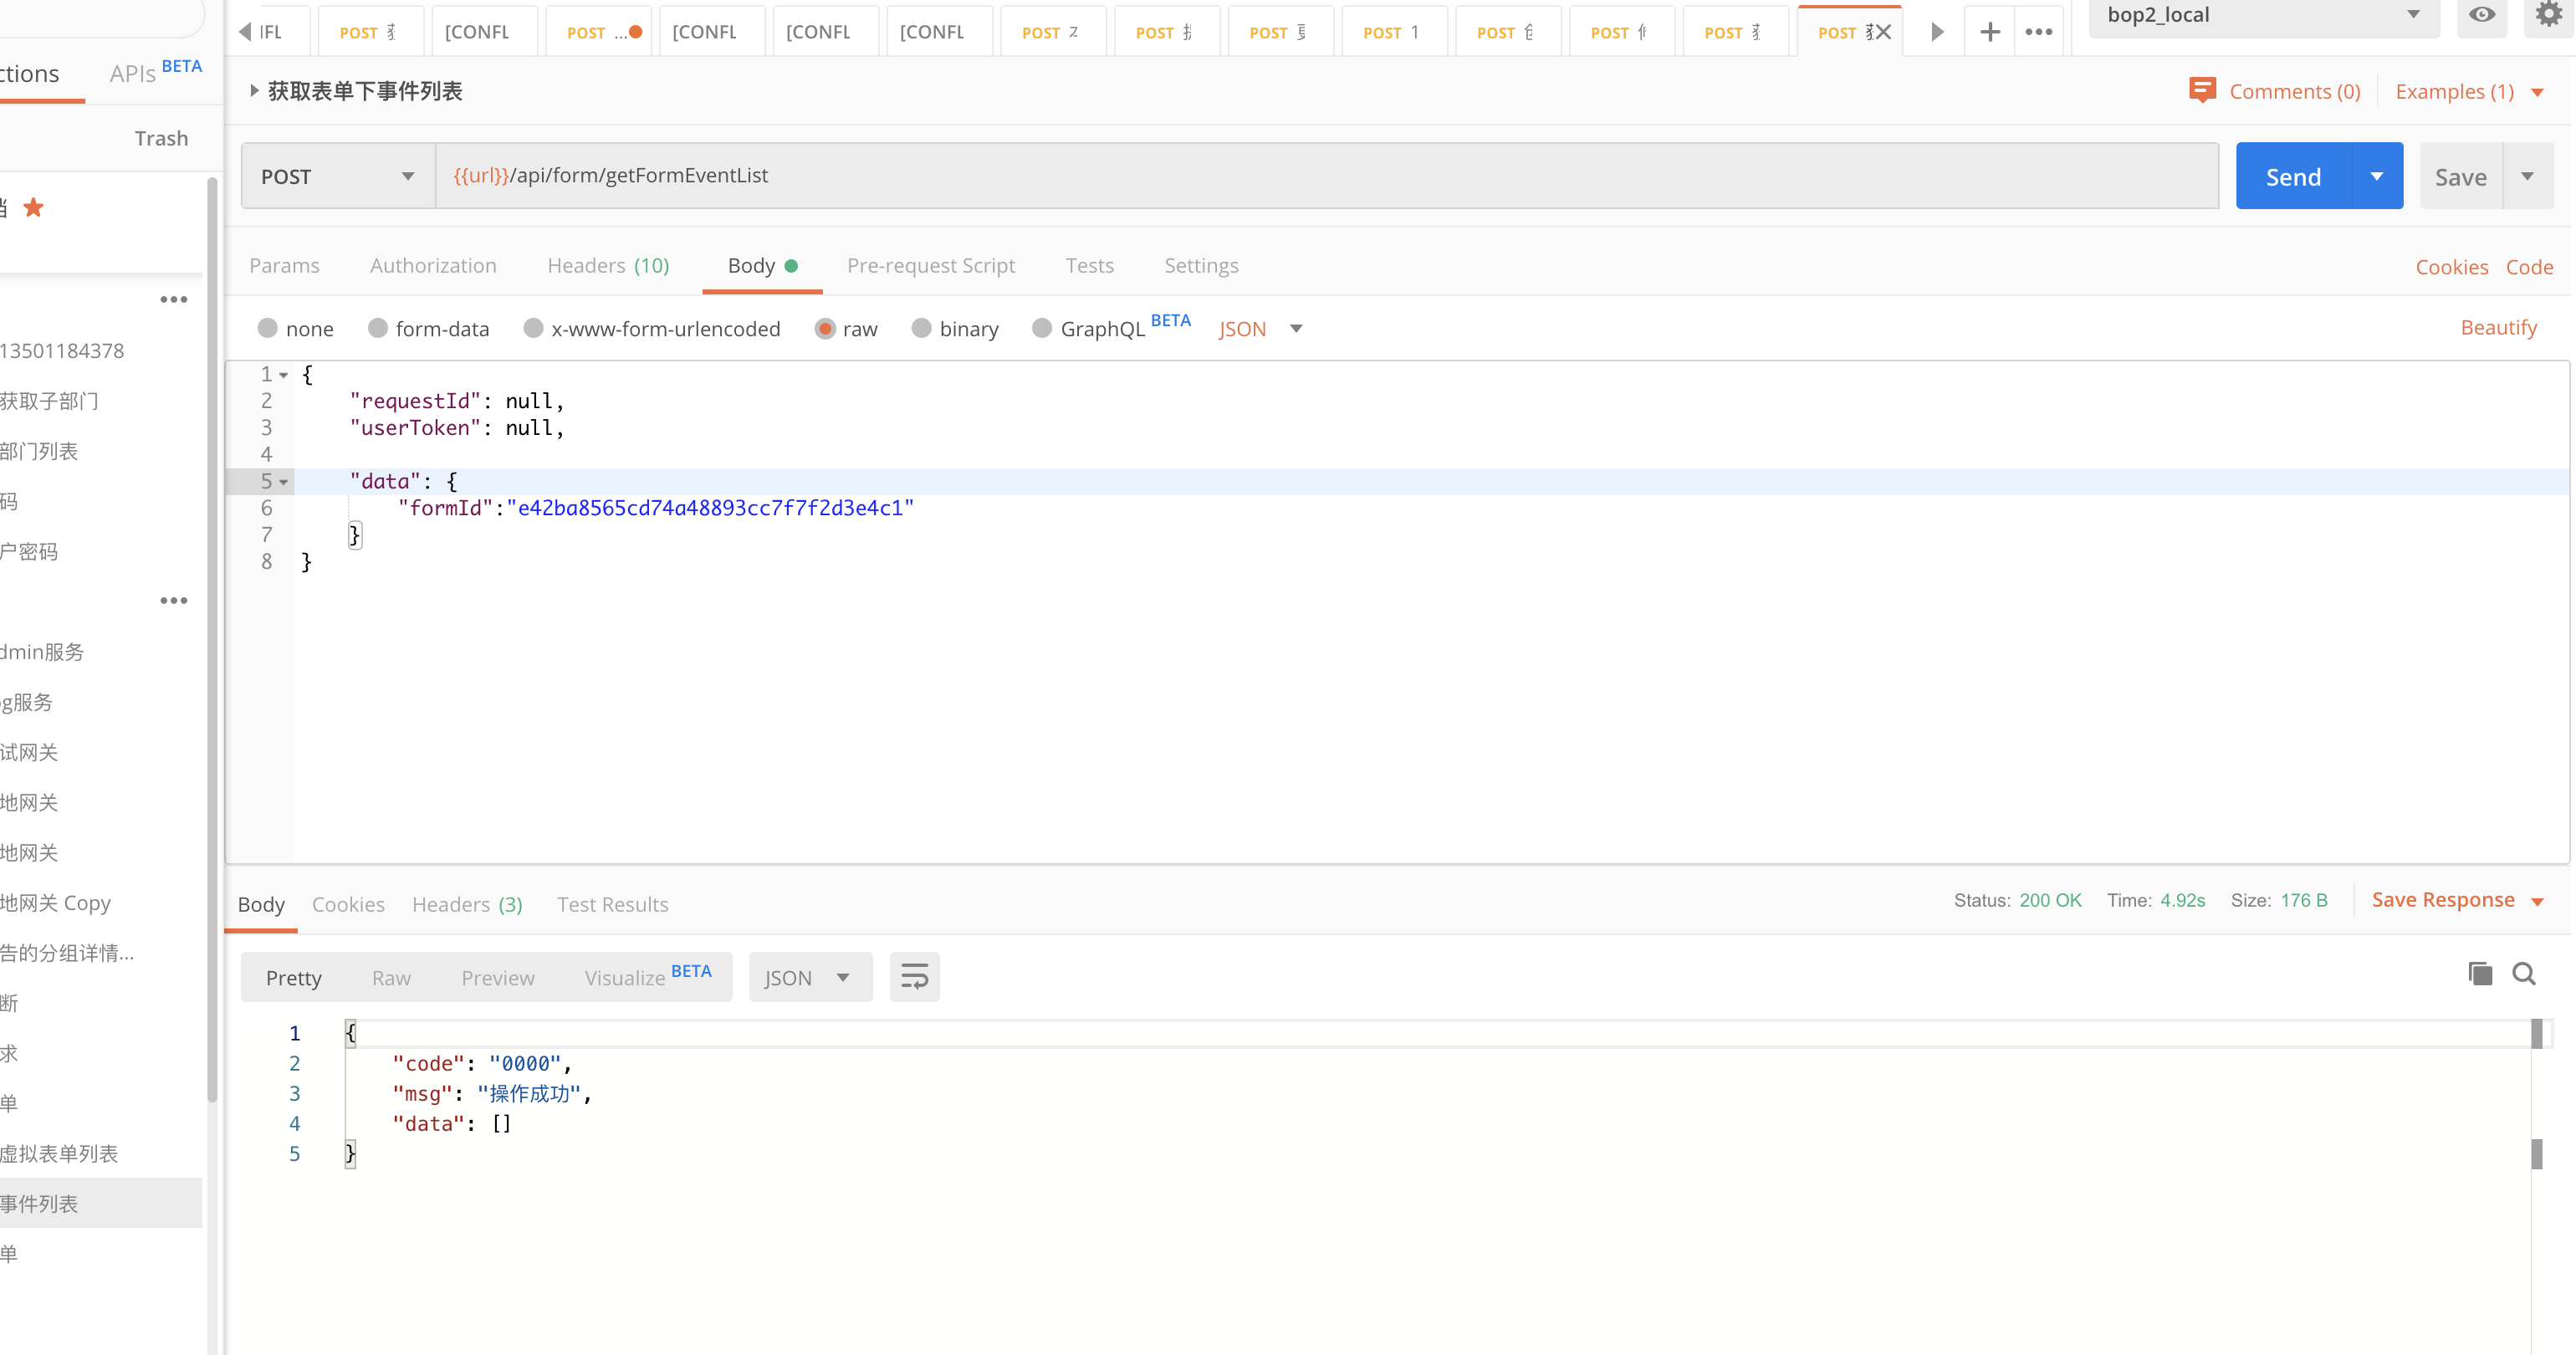 IFL POST [CONFL POST ... [CONFL [CONFL [CONFL POST POST POST POST 1 POST POST POST POST bop2_local
ctions APIs BETA
Trash
获取表单下事件列表 Comments (0) Examples (1)
POST {{url}}/api/form/getFormEventList Send Save
Params Authorization Headers (10) Body Pre-request Script Tests Settings Cookies Code
none form-data x-www-form-urlencoded raw binary GraphQL BETA JSON Beautify
1 {
2 "requestId": null,
3 "userToken": null,
4
5 "data": {
6 "formId":"e42ba8565cd74a48893cc7f7f2d3e4c1"
7 }
8 }
13501184378
获取子部门
部门列表
码
户密码
dmin服务
g服务
试网关
地网关
地网关
地网关 Copy
告的分组详情...
断
求
单
虚拟表单列表
事件列表
单
Body Cookies Headers (3) Test Results Status: 200 OK Time: 4.92s Size: 176 B Save Response
Pretty Raw Preview Visualize BETA JSON
1 {
2 "code": "0000",
3 "msg": "操作成功",
4 "data": []
5 }